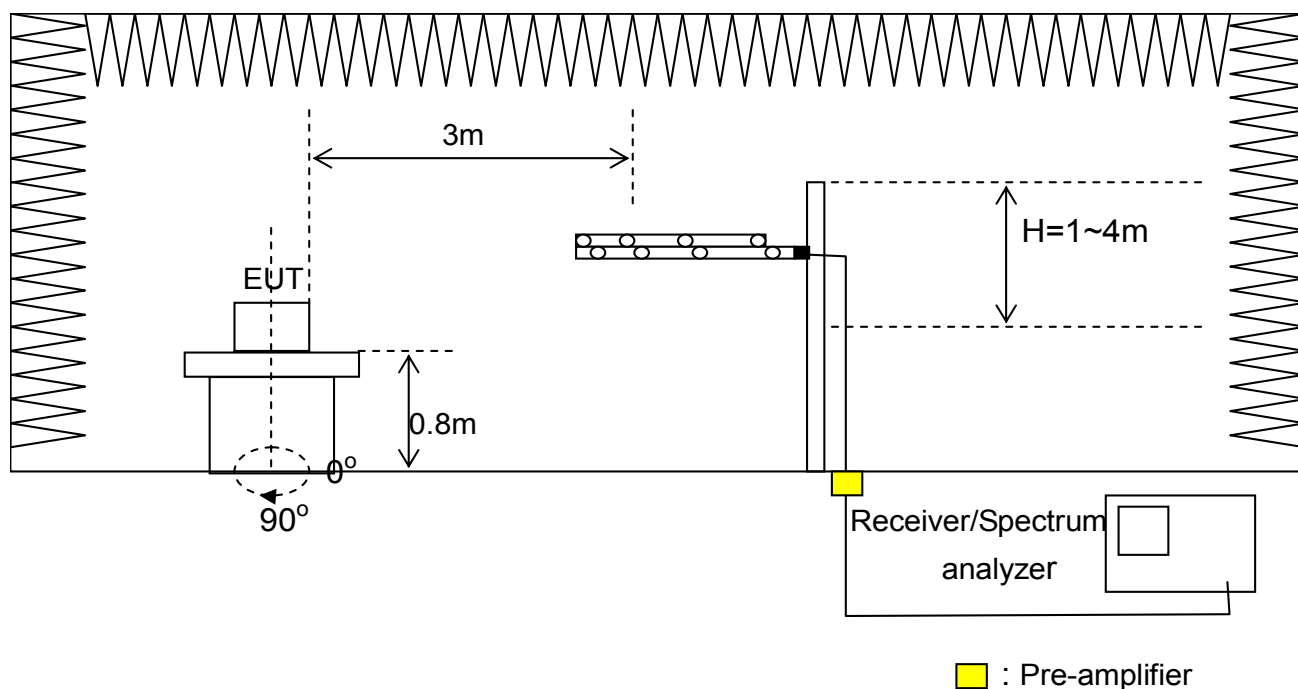 3m
H=1~4m
EUT
0.8m
0°
90°
Receiver/Spectrum
analyzer
: Pre-amplifier